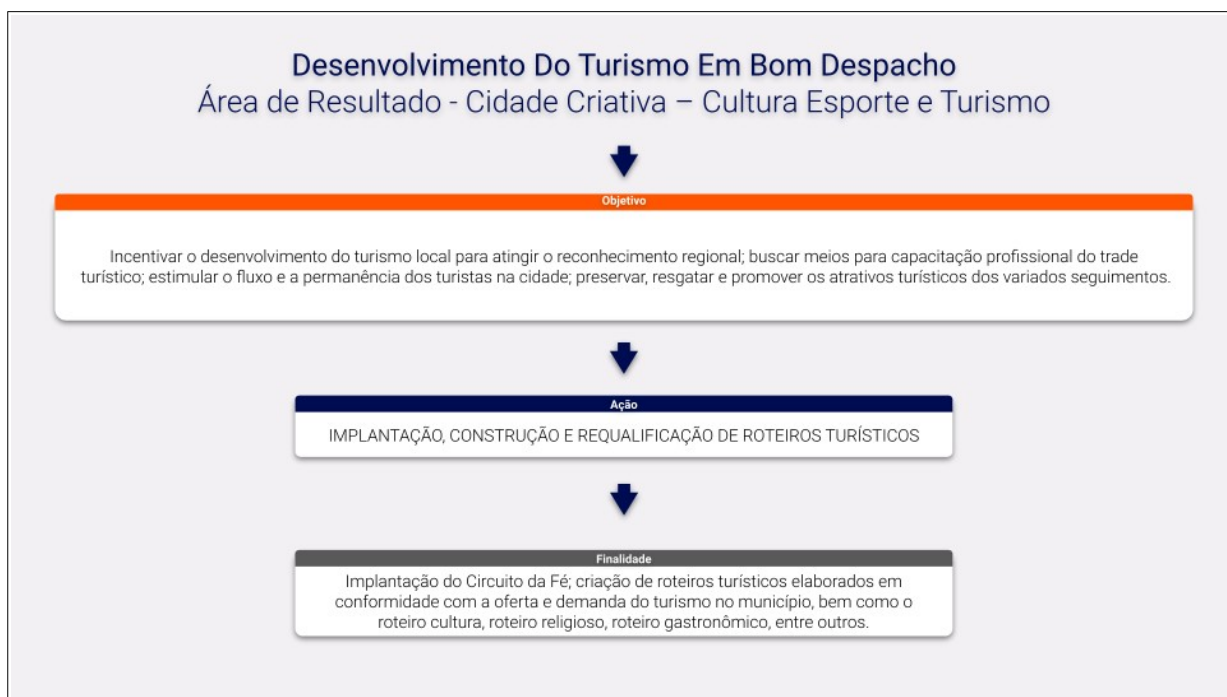 Desenvolvimento Do Turismo Em Bom Despacho
Área de Resultado - Cidade Criativa – Cultura Esporte e Turismo
Objetivo
Incentivar o desenvolvimento do turismo local para atingir o reconhecimento regional; buscar meios para capacitação profissional do trade
turístico; estimular o fluxo e a permanência dos turistas na cidade; preservar, resgatar e promover os atrativos turísticos dos variados seguimentos.
Ação
IMPLANTAÇÃO, CONSTRUÇÃO E REQUALIFICAÇÃO DE ROTEIROS TURÍSTICOS
Finalidade
Implantação do Circuito da Fé; criação de roteiros turísticos elaborados em
conformidade com a oferta e demanda do turismo no município, bem como o
roteiro cultura, roteiro religioso, roteiro gastronômico, entre outros.